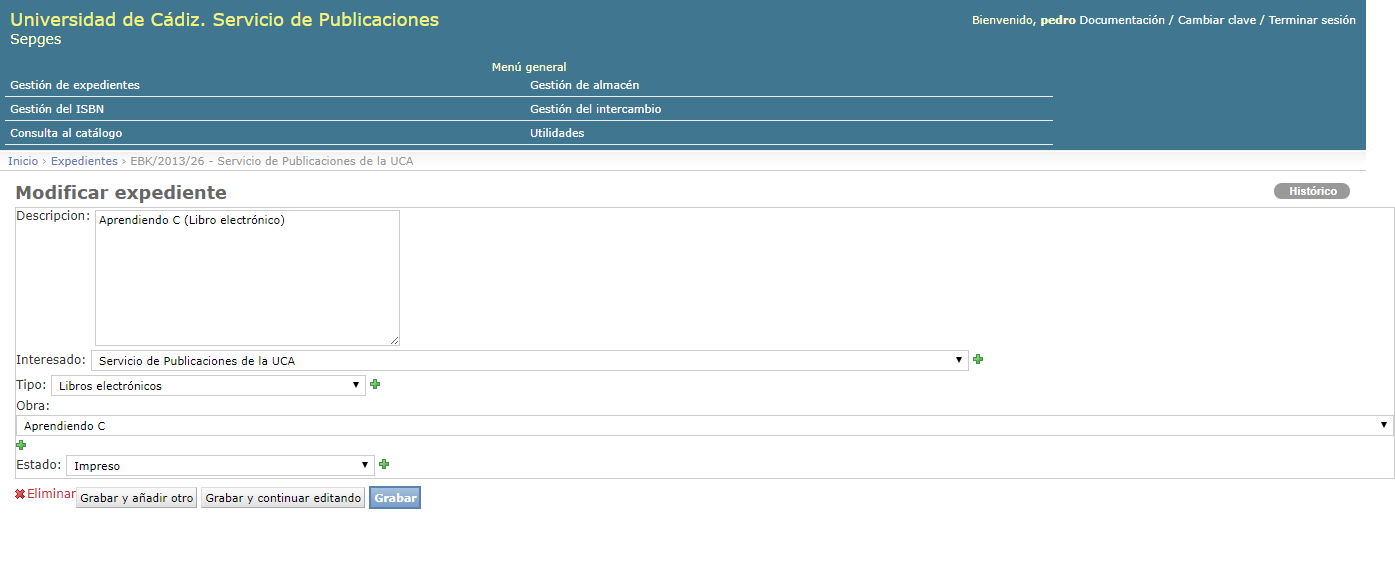 Universidad de Cádiz. Servicio de Publicaciones
Bienvenido, pedro Documentación / Cambiar clave / Terminar sesión
Sepges
Menú general
Gestión de expedientes Gestión de almacén
Gestión del ISBN Gestión del intercambio
Consulta al catálogo Utilidades
Inicio › Expedientes › EBK/2013/26 - Servicio de Publicaciones de la UCA
Modificar expediente
Histórico
Descripcion: Aprendiendo C (Libro electrónico)
Interesado: Servicio de Publicaciones de la UCA
Tipo: Libros electrónicos
Obra:
Aprendiendo C
Estado: Impreso
Eliminar Grabar y añadir otro Grabar y continuar editando Grabar